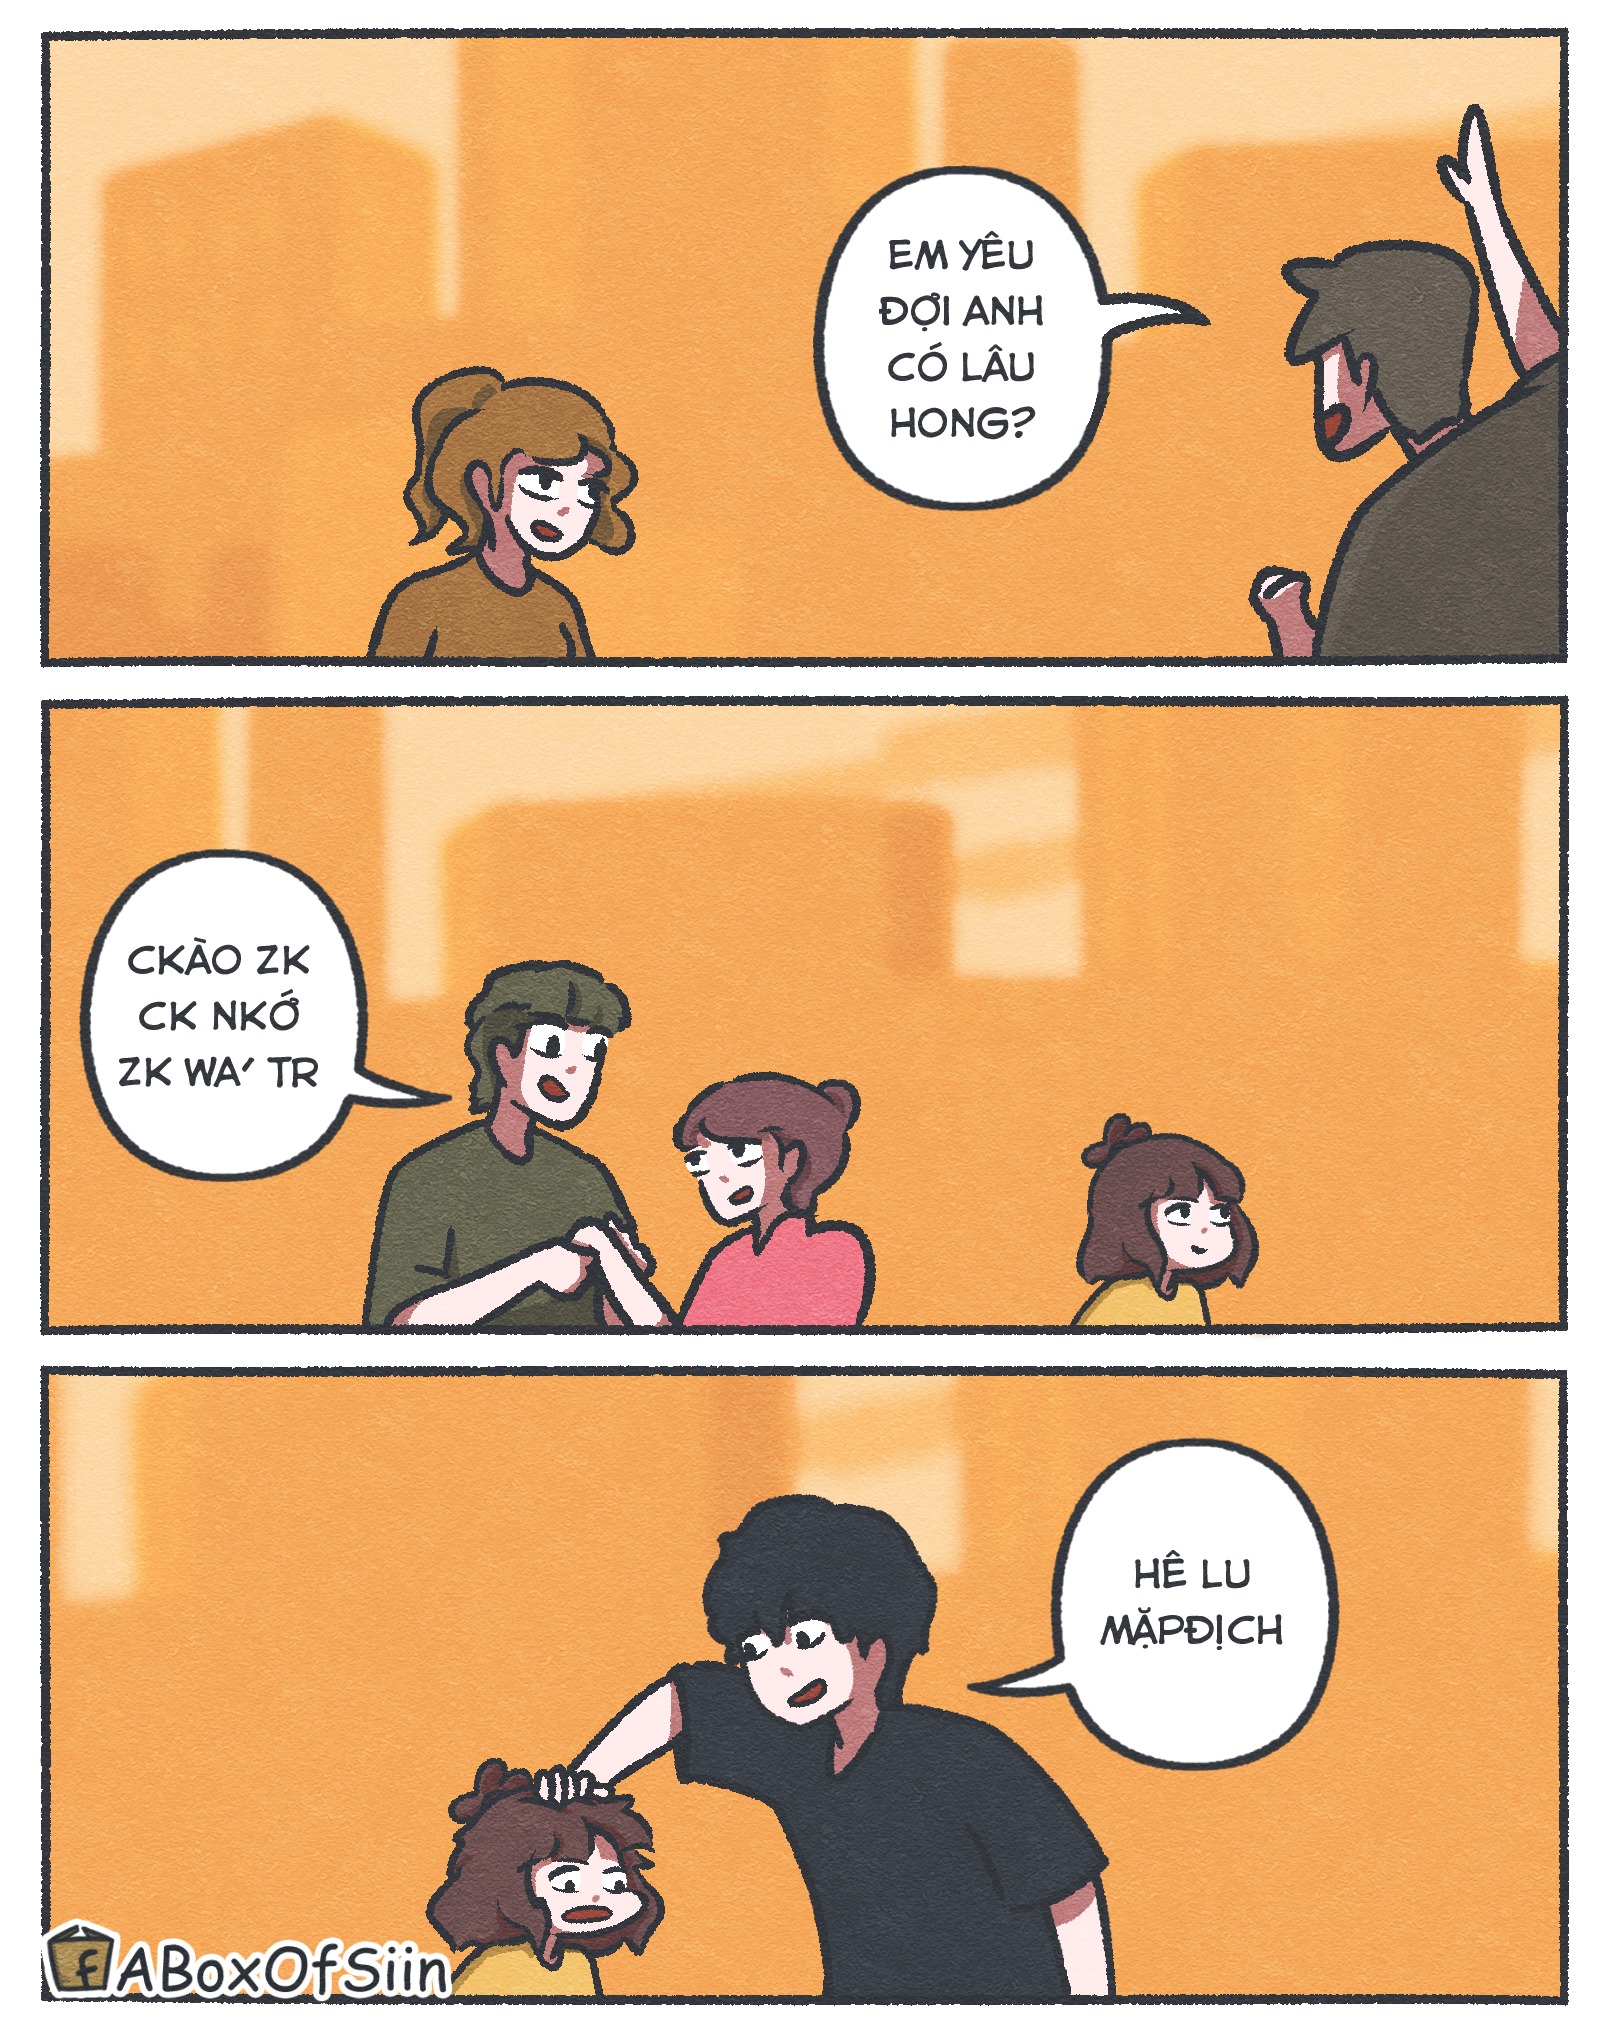 EM YÊU
ĐỢI ANH
CÓ LÂU
HONG?
CKÀO ZK
CK NKỚ
ZK WA' TR
HÊ LU
MẶPĐỊCH
f ABoxOfSiin